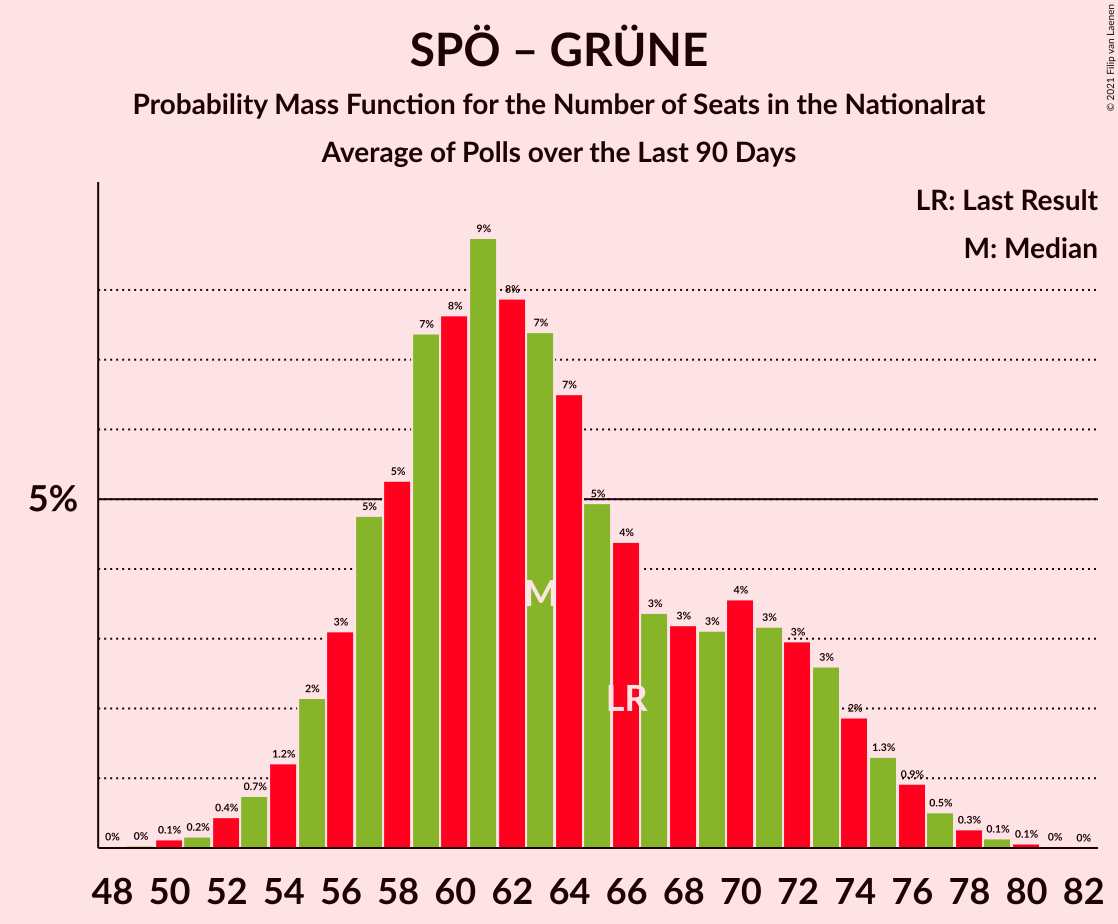 SPÖ – GRÜNE
Probability Mass Function for the Number of Seats in the Nationalrat
Average of Polls over the Last 90 Days
© 2021 Filip van Laenen
LR: Last Result
M: Median
5%
0% 0% 0.1% 0.2% 0.4% 0.7% 1.2% 2% 3% 5% 5% 7% 8% 9% 8% 7% 7% 5% 4% 3% 3% 3% 4% 3% 3% 3% 2% 1.3% 0.9% 0.5% 0.3% 0.1% 0.1% 0% 0%
M
LR
48 50 52 54 56 58 60 62 64 66 68 70 72 74 76 78 80 82